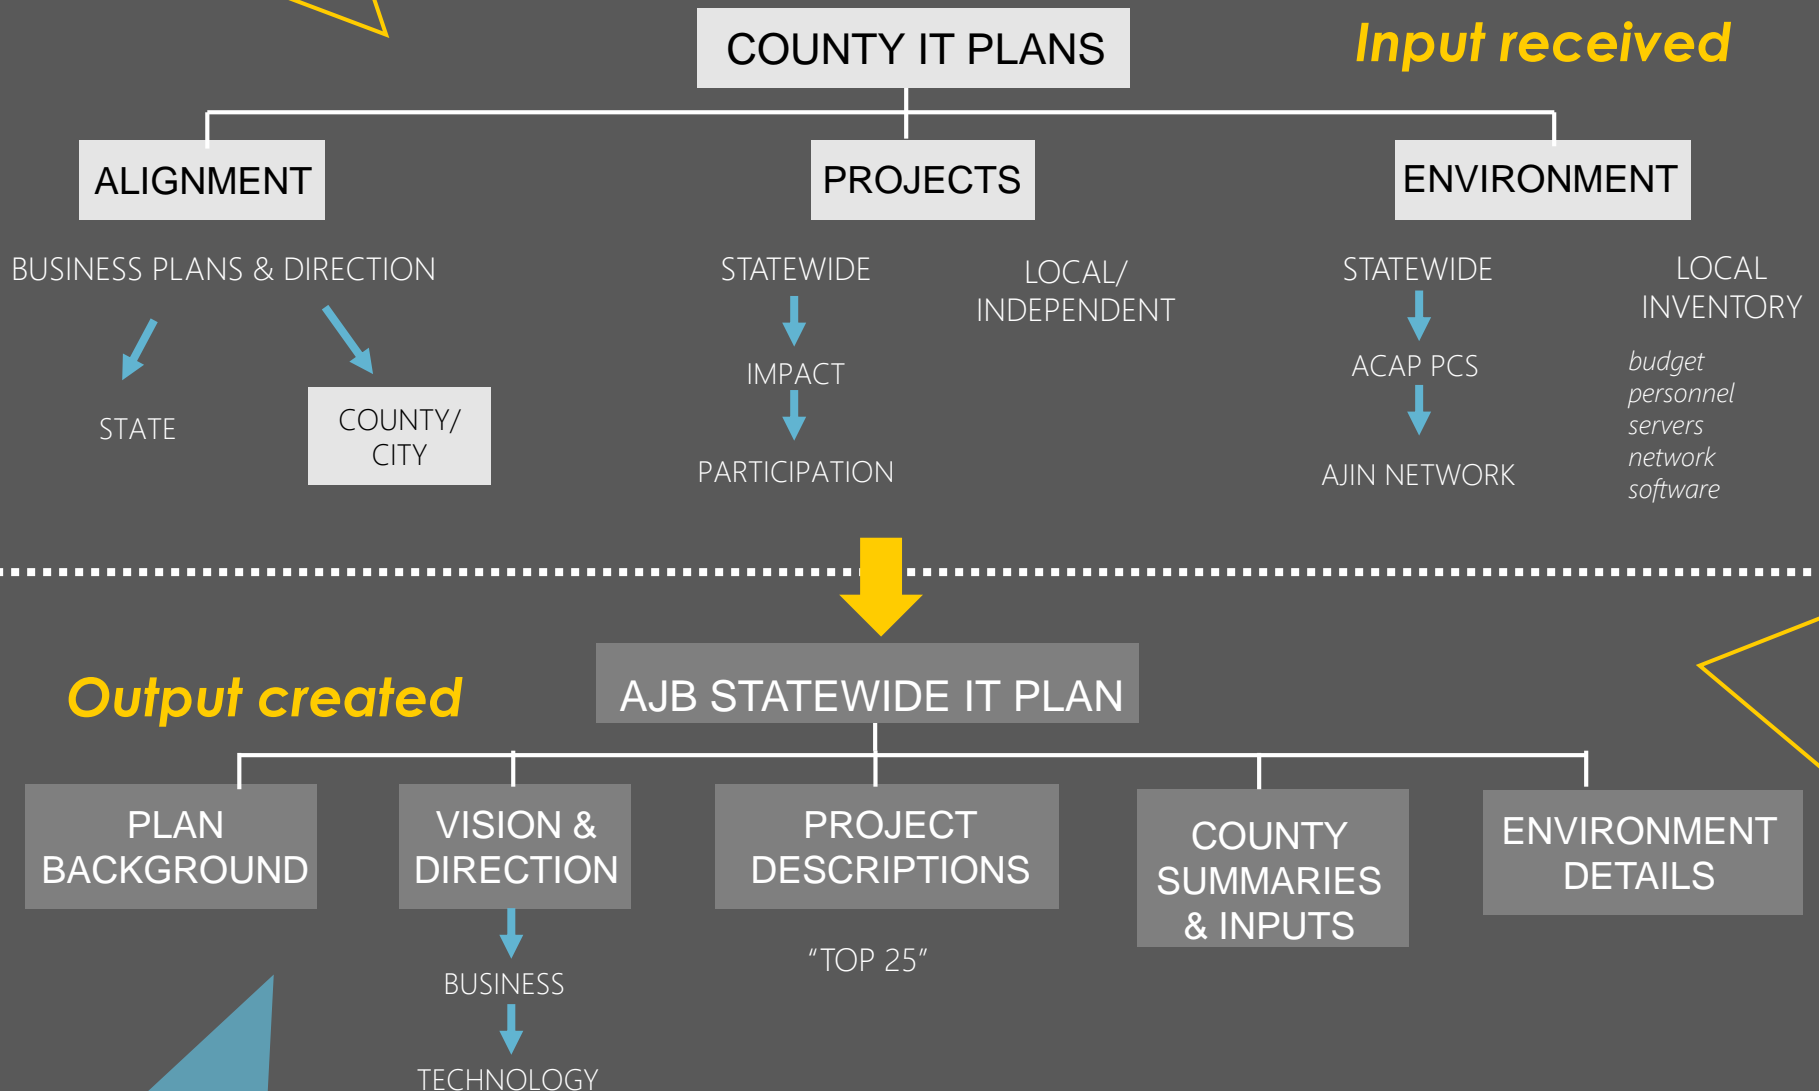 COUNTY IT PLANS
Input received
ALIGNMENT
PROJECTS
ENVIRONMENT
BUSINESS PLANS & DIRECTION
STATE
COUNTY/
CITY
STATEWIDE
IMPACT
PARTICIPATION
LOCAL/
INDEPENDENT
STATEWIDE
ACAP PCS
AJIN NETWORK
LOCAL
INVENTORY
budget
personnel
servers
network
software
Output created
AJB STATEWIDE IT PLAN
PLAN
BACKGROUND
VISION &
DIRECTION
BUSINESS
TECHNOLOGY
PROJECT
DESCRIPTIONS
“TOP 25”
COUNTY
SUMMARIES
& INPUTS
ENVIRONMENT
DETAILS